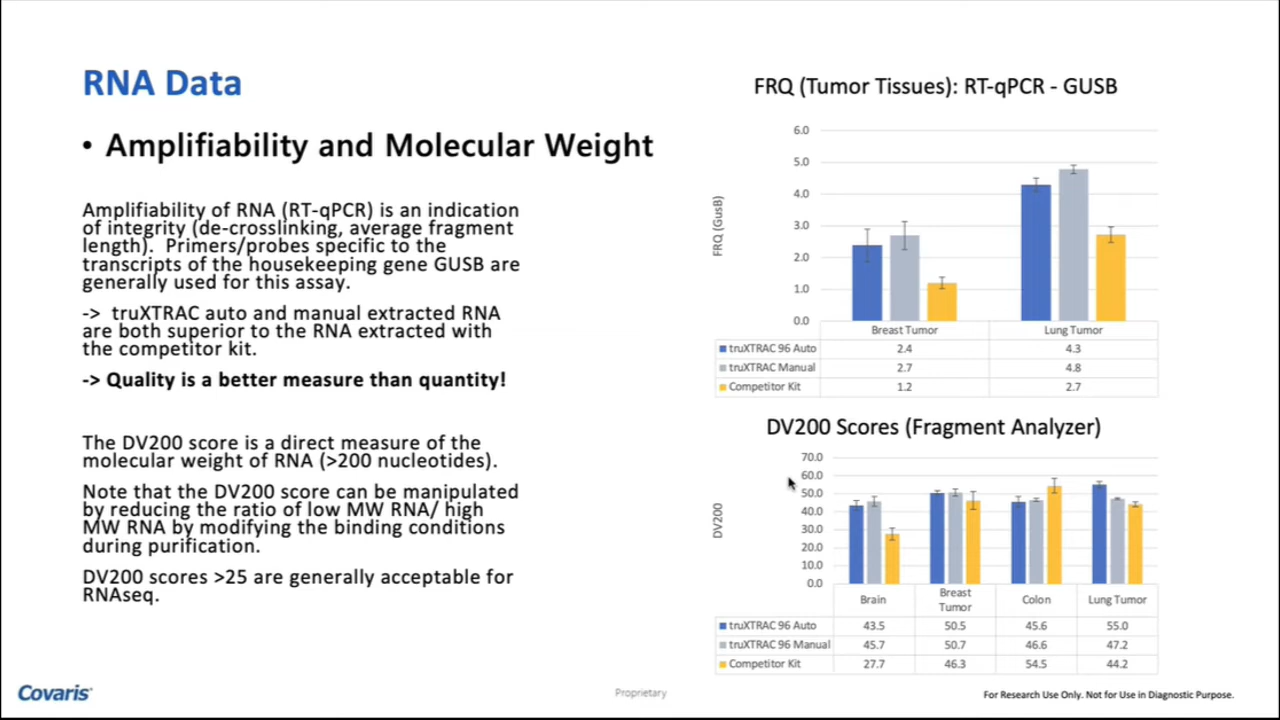 RNA Data
• Amplifiability and Molecular Weight
Amplifiability of RNA (RT-qPCR) is an indication
of integrity (de-crosslinking, average fragment
length).  Primers/probes specific to the
transcripts of the housekeeping gene GUSB are
generally used for this assay.
->  truXTRAC auto and manual extracted RNA
are both superior to the RNA extracted with
the competitor kit.
-> Quality is a better measure than quantity!
The DV200 score is a direct measure of the
molecular weight of RNA (>200 nucleotides).
Note that the DV200 score can be manipulated
by reducing the ratio of low MW RNA/ high
MW RNA by modifying the binding conditions
during purification.
DV200 scores >25 are generally acceptable for
RNAseq.
FRQ (Tumor Tissues): RT-qPCR - GUSB
FRQ (GusB)
6.0
5.0
4.0
3.0
2.0
1.0
0.0
Breast Tumor Lung Tumor
truXTRAC 96 Auto 2.4 4.3
truXTRAC Manual 2.7 4.8
Competitor Kit 1.2 2.7
DV200 Scores (Fragment Analyzer)
DV200
70.0
60.0
50.0
40.0
30.0
20.0
10.0
0.0
Brain Breast Tumor Colon Lung Tumor
truXTRAC 96 Auto 43.5 50.5 45.6 55.0
truXTRAC 96 Manual 45.7 50.7 46.6 47.2
Competitor Kit 27.7 46.3 54.5 44.2
Covaris
Proprietary
For Research Use Only. Not for Use in Diagnostic Purpose.